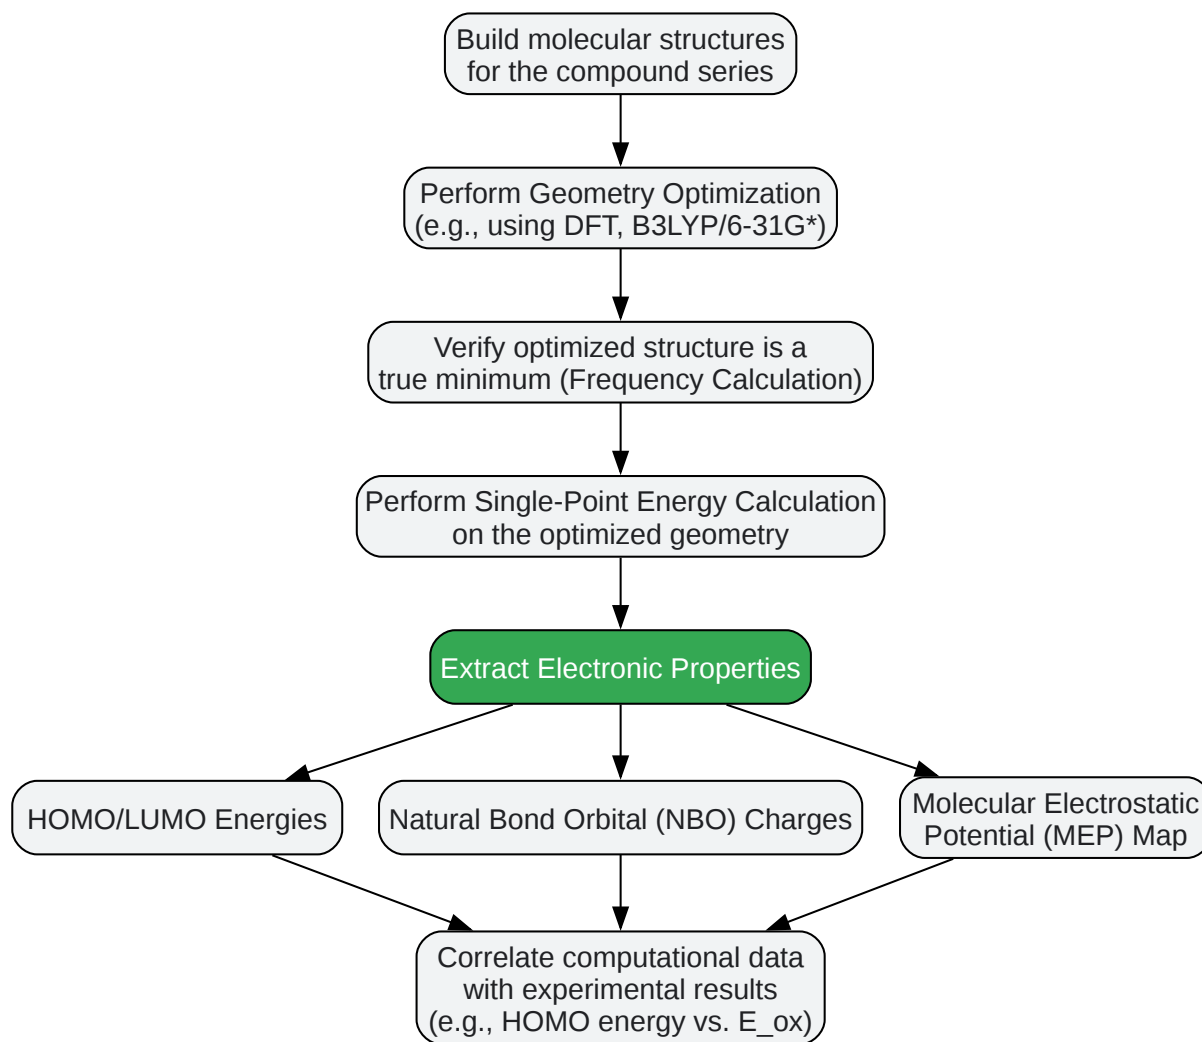 Build molecular structures
for the compound series
Perform Geometry Optimization
(e.g., using DFT, B3LYP/6-31G*)
Verify optimized structure is a
true minimum (Frequency Calculation)
Perform Single-Point Energy Calculation
on the optimized geometry
Extract Electronic Properties
HOMO/LUMO Energies
Natural Bond Orbital (NBO) Charges
Molecular Electrostatic
Potential (MEP) Map
Correlate computational data
with experimental results
(e.g., HOMO energy vs. E_ox)